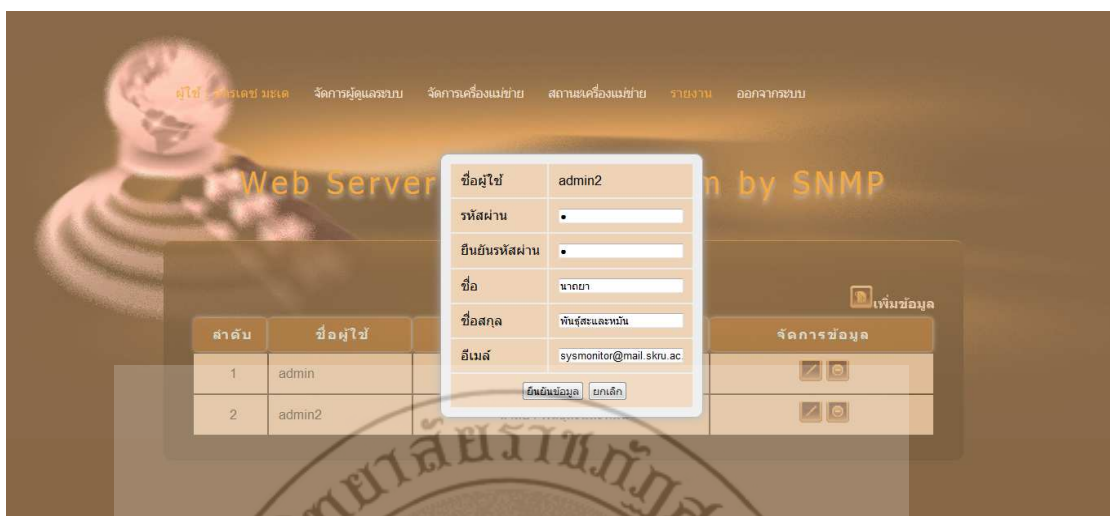 ผู้ใช้ มะเด จัดการผู้ดูแลระบบ จัดการเครื่องแม่ข่าย สถานะเครื่องแม่ข่าย รายงาน ออกจากระบบ
Web Server by SNMP
ชื่อผู้ใช้ admin2
รหัสผ่าน •
ยืนยันรหัสผ่าน •
ชื่อ นาตยา
ชื่อสกุล พันธุ์สะและหมัน
อีเมล์ sysmonitor@mail.skru.ac.
ยืนยันข้อมูล ยกเลิก
เพิ่มข้อมูล
ลำดับ ชื่อผู้ใช้ จัดการข้อมูล
1 admin
2 admin2